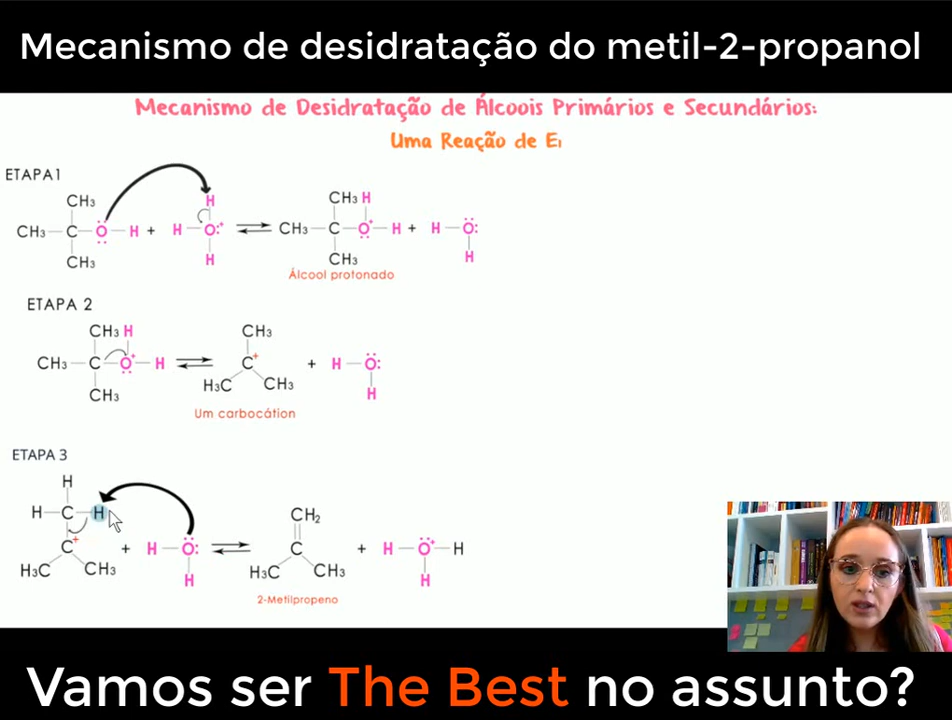 Mecanismo de desidratação do metil-2-propanol
Mecanismo de Desidratação de Álcoois Primários e Secundários:
Uma Reação de E₁
ETAPA 1
CH₃ H CH₃ H
CH₃ — C — Ö — H + H — O:⁺ ⇌ CH₃ — C — O⁺ — H + H — Ö:
CH₃ H CH₃ H
Álcool protonado
ETAPA 2
CH₃ H CH₃
CH₃ — C — O⁺ — H ⇌ C⁺ + H — Ö:
CH₃ H₃C CH₃ H
Um carbocátion
ETAPA 3
H
H — C — H CH₂
C⁺ + H — Ö: ⇌ C + H — Ö⁺ — H
H₃C CH₃ H H₃C CH₃ H
2-Metilpropeno
Vamos ser The Best no assunto?